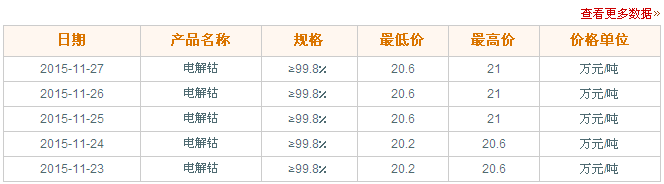 查看更多数据»
日期 产品名称 规格 最低价 最高价 价格单位
2015-11-27 电解钴 ≥99.8% 20.6 21 万元/吨
2015-11-26 电解钴 ≥99.8% 20.6 21 万元/吨
2015-11-25 电解钴 ≥99.8% 20.6 21 万元/吨
2015-11-24 电解钴 ≥99.8% 20.2 20.6 万元/吨
2015-11-23 电解钴 ≥99.8% 20.2 20.6 万元/吨